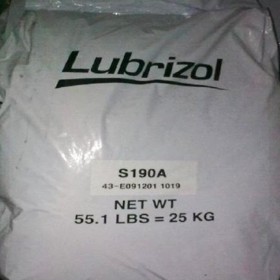 Lubrizol
S190A
43-E091201 1019
NET WT
55.1 LBS = 25 KG